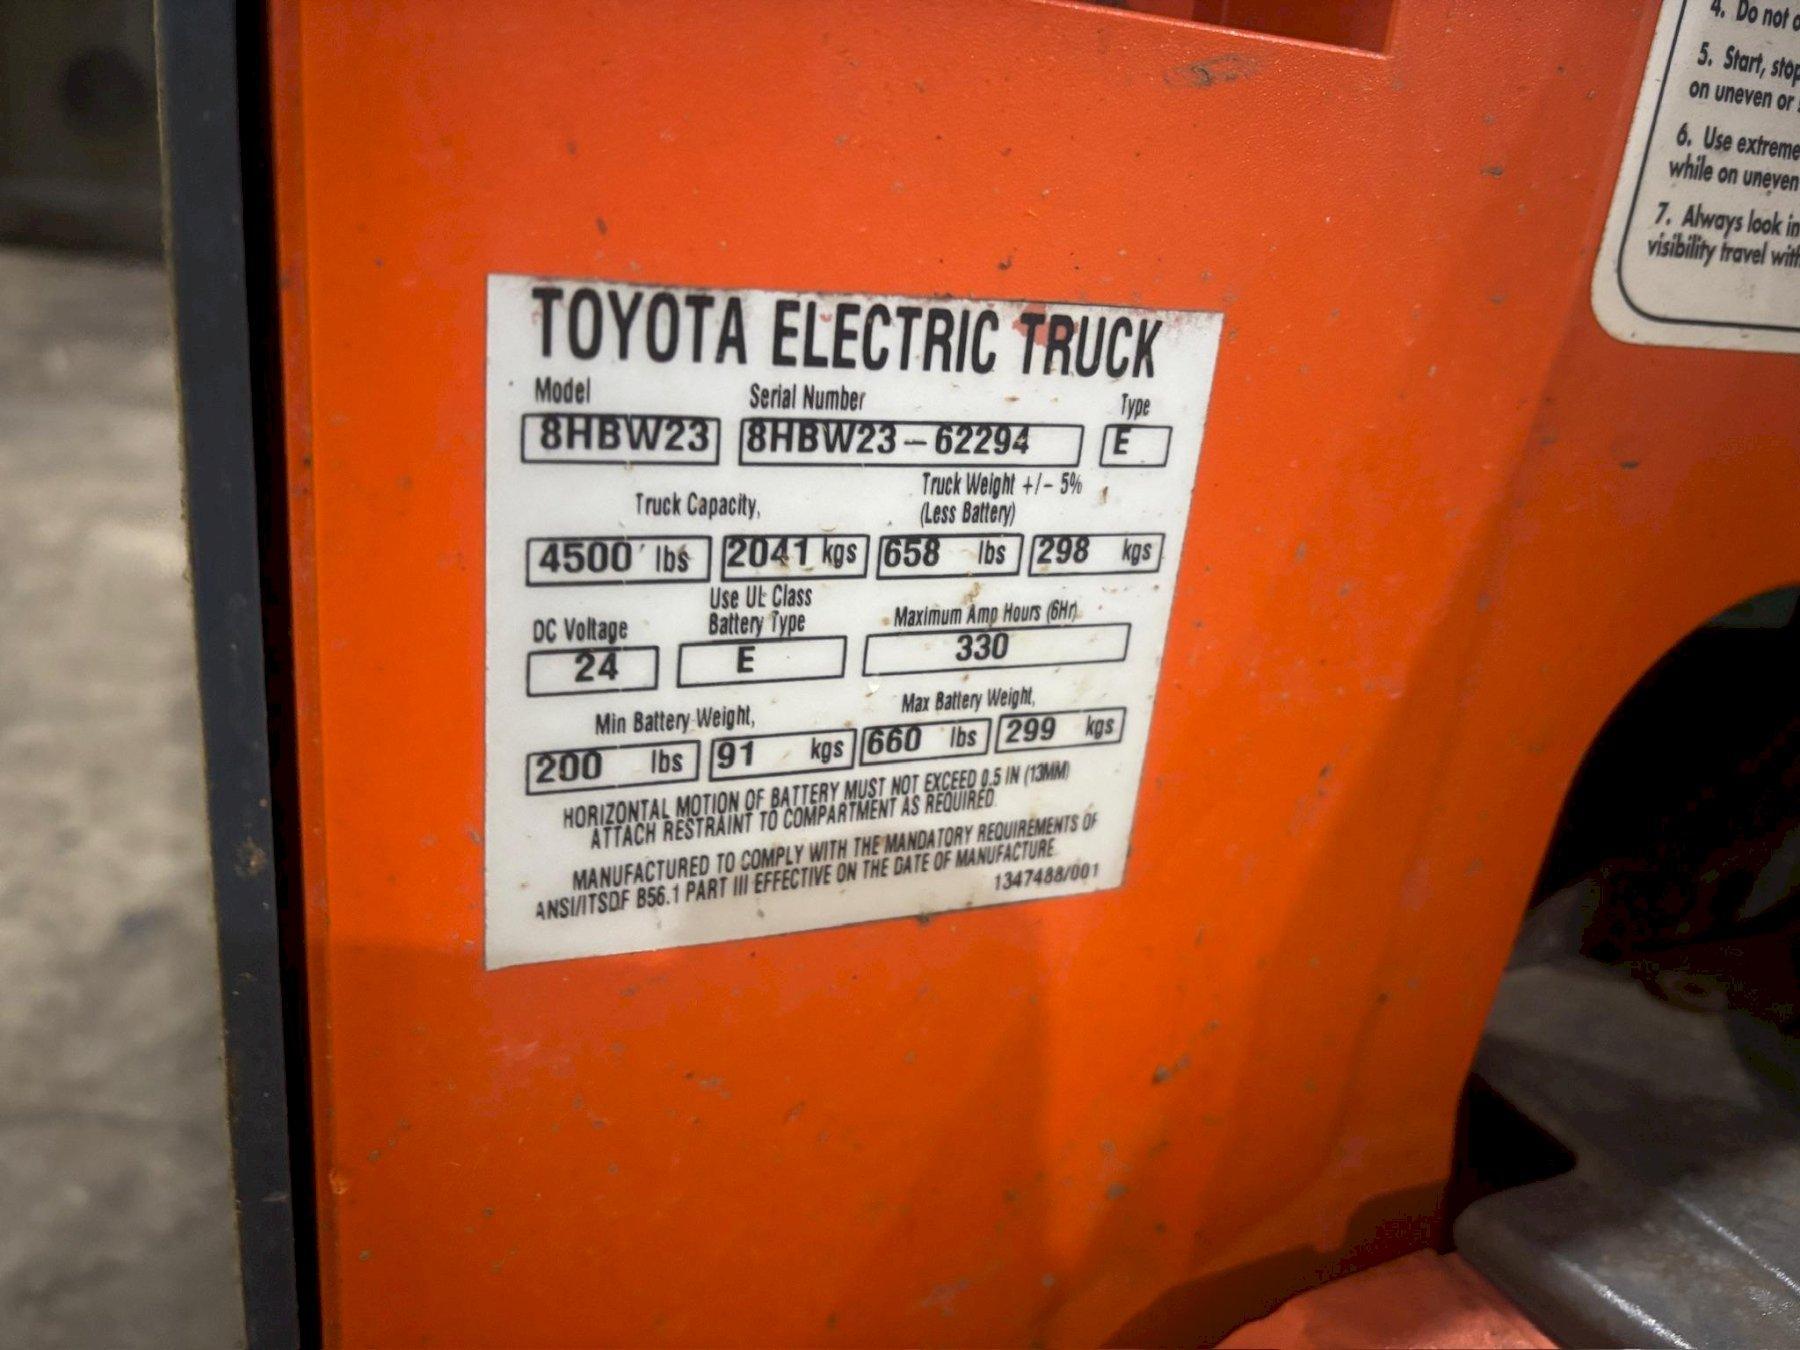 TOYOTA ELECTRIC TRUCK
Model Serial Number Type
8HBW23 8HBW23-62294 E
Truck Capacity, Truck Weight +/- 5%
(Less Battery)
4500 lbs 2041 kgs 658 lbs 298 kgs
DC Voltage Use UL Class
Battery Type Maximum Amp Hours (6Hr)
24 E 330
Min Battery Weight, Max Battery Weight,
200 lbs 91 kgs 660 lbs 299 kgs
HORIZONTAL MOTION OF BATTERY MUST NOT EXCEED 0.5 IN (13MM)
ATTACH RESTRAINT TO COMPARTMENT AS REQUIRED.
MANUFACTURED TO COMPLY WITH THE MANDATORY REQUIREMENTS OF
ANSI/ITSDF B56.1 PART III EFFECTIVE ON THE DATE OF MANUFACTURE
1347488/001
4. Do not
5. Start, stop
on uneven or
6. Use extreme
while on uneven
7. Always look in
visibility travel with